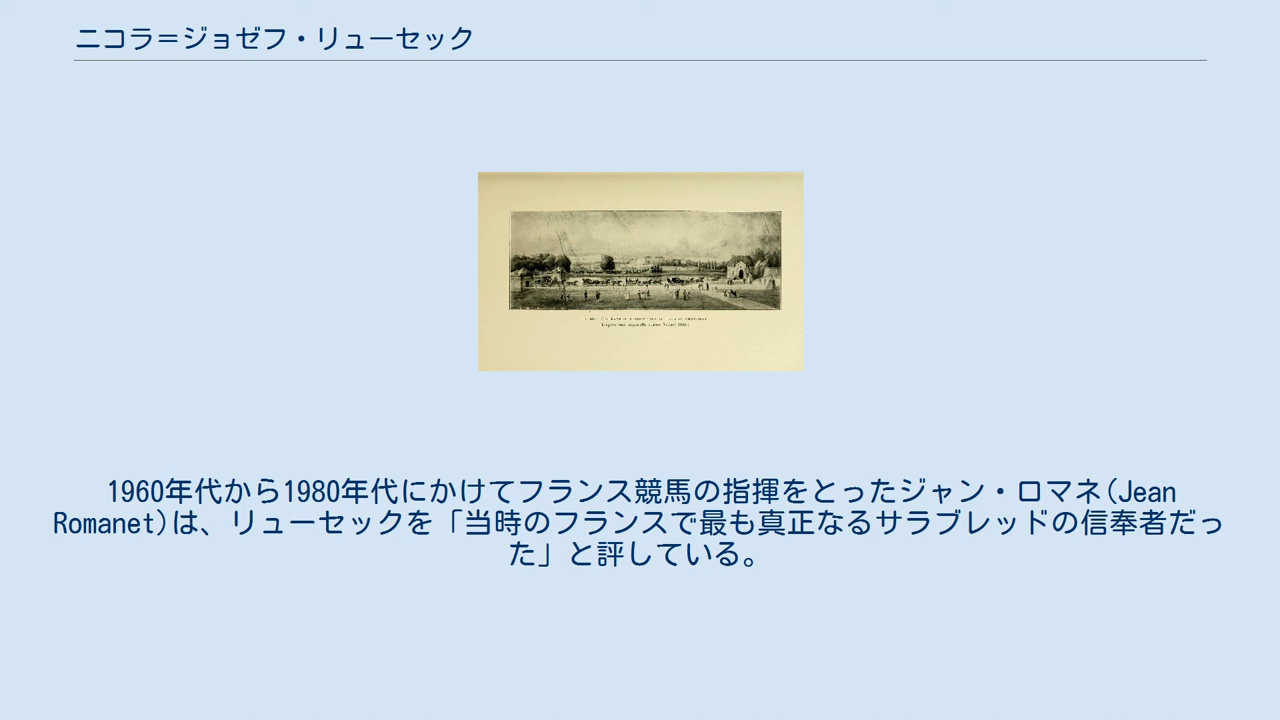 ニコラ＝ジョゼフ・リューセック
1960年代から1980年代にかけてフランス競馬の指揮をとったジャン・ロマネ(Jean
Romanet)は、リューセックを「当時のフランスで最も真正なるサラブレッドの信奉者だっ
た」と評している。